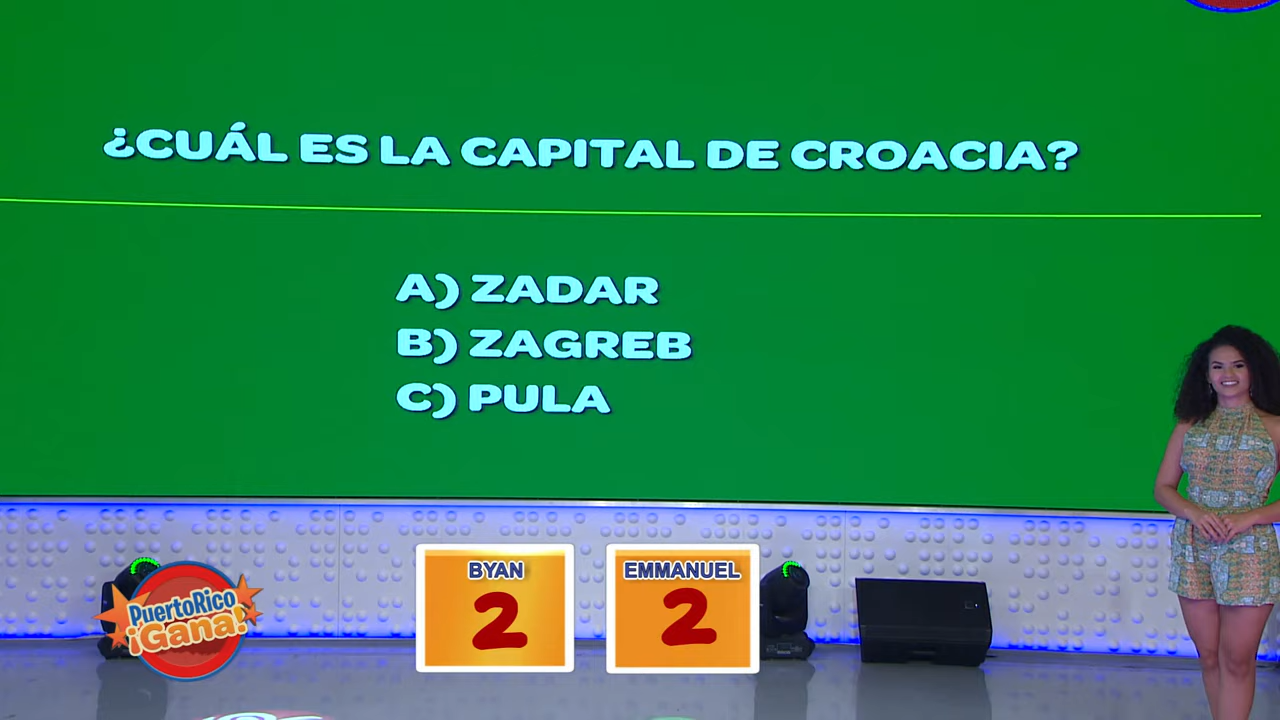 ¿CUÁL ES LA CAPITAL DE CROACIA?
A) ZADAR
B) ZAGREB
C) PULA
BYAN
2
EMMANUEL
2
PuertoRico
¡Gana!